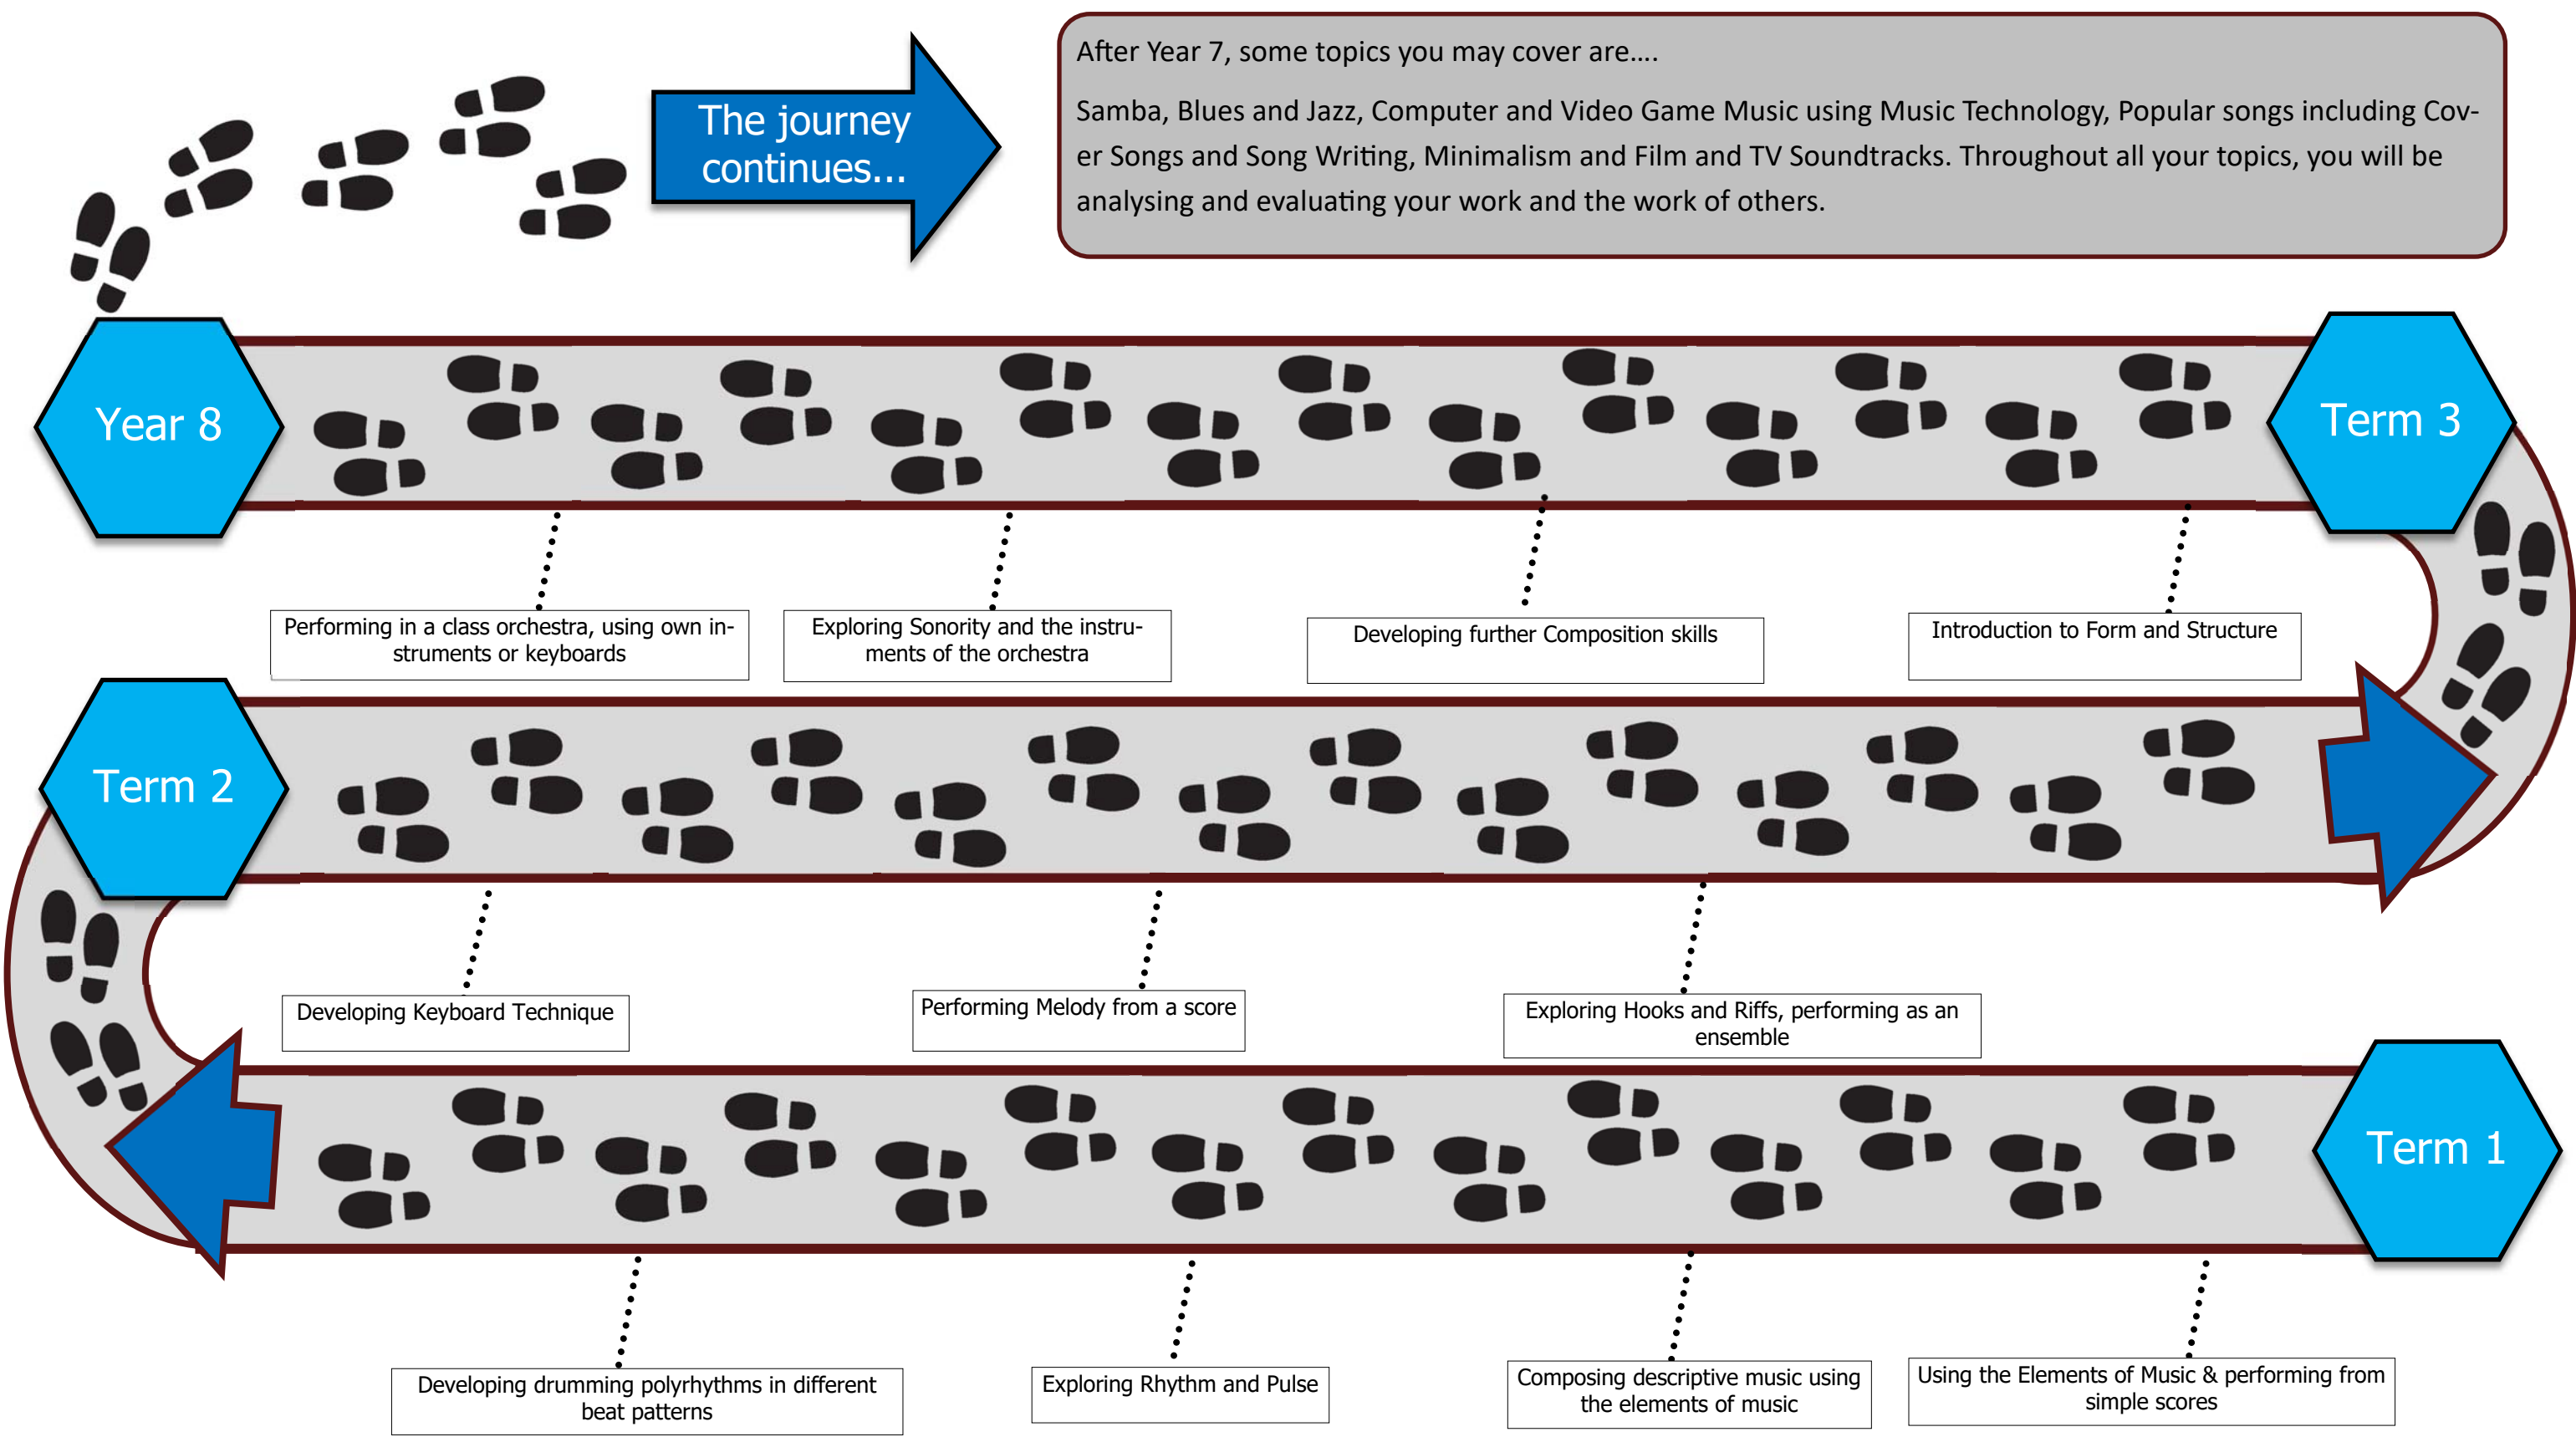 The journey
continues...
After Year 7, some topics you may cover are....
Samba, Blues and Jazz, Computer and Video Game Music using Music Technology, Popular songs including Cov-
er Songs and Song Writing, Minimalism and Film and TV Soundtracks. Throughout all your topics, you will be
analysing and evaluating your work and the work of others.
Year 8
Term 3
Performing in a class orchestra, using own in-
struments or keyboards
Exploring Sonority and the instru-
ments of the orchestra
Developing further Composition skills
Introduction to Form and Structure
Term 2
Developing Keyboard Technique
Performing Melody from a score
Exploring Hooks and Riffs, performing as an
ensemble
Term 1
Developing drumming polyrhythms in different
beat patterns
Exploring Rhythm and Pulse
Composing descriptive music using
the elements of music
Using the Elements of Music & performing from
simple scores